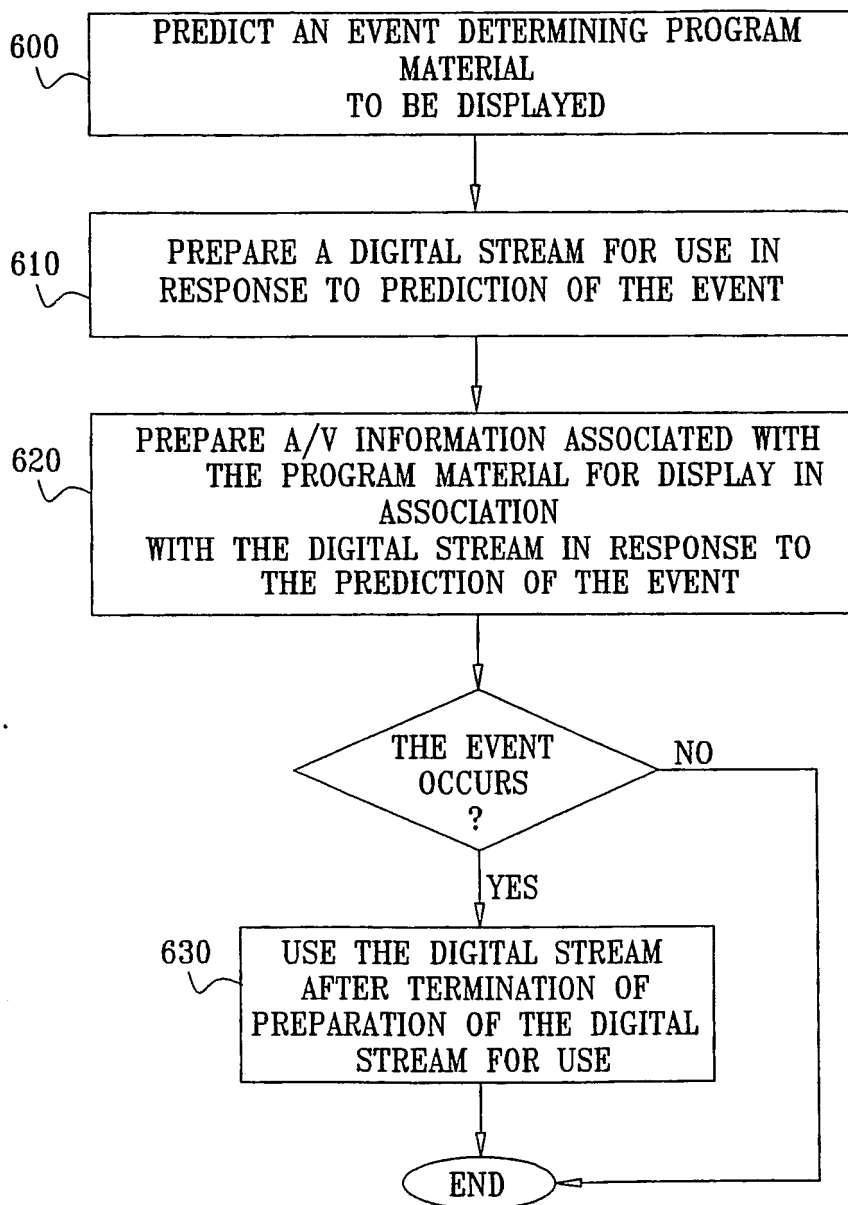 600
PREDICT AN EVENT DETERMINING PROGRAM
MATERIAL
TO BE DISPLAYED
610
PREPARE A DIGITAL STREAM FOR USE IN
RESPONSE TO PREDICTION OF THE EVENT
620
PREPARE A/V INFORMATION ASSOCIATED WITH
THE PROGRAM MATERIAL FOR DISPLAY IN
ASSOCIATION
WITH THE DIGITAL STREAM IN RESPONSE TO
THE PREDICTION OF THE EVENT
THE EVENT
OCCURS
?
NO
YES
630
USE THE DIGITAL STREAM
AFTER TERMINATION OF
PREPARATION OF THE DIGITAL
STREAM FOR USE
END